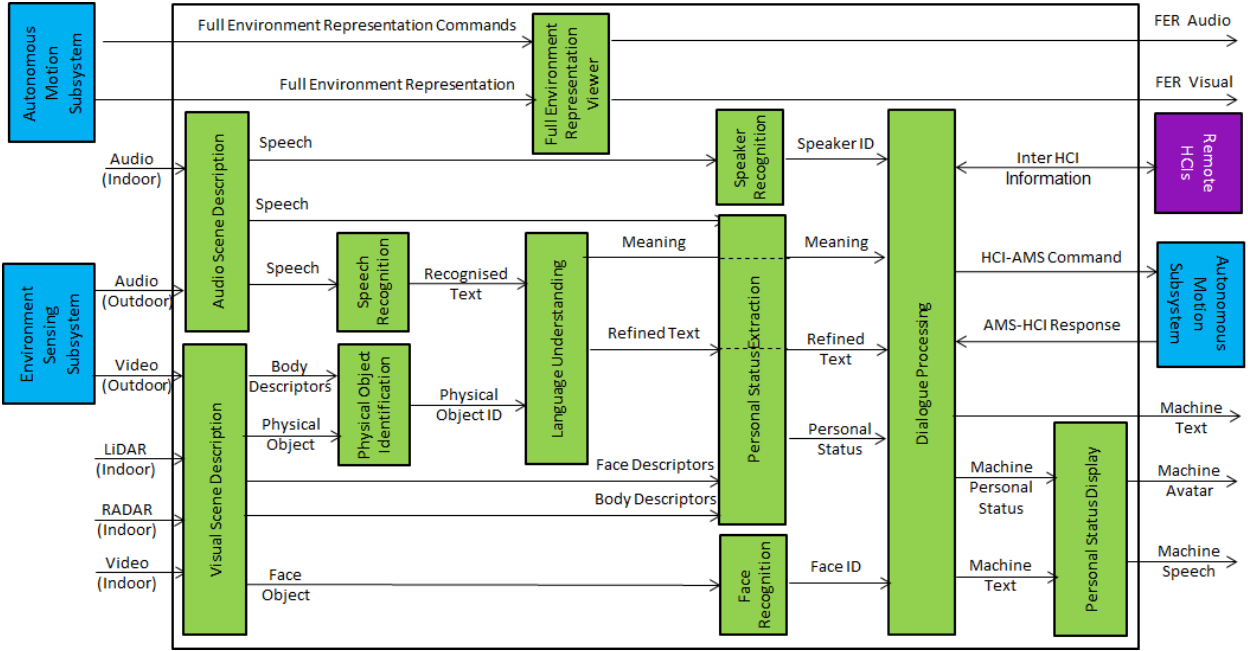 Autonomous
Motion
Subsystem
Full Environment Representation Commands
Full Environment Representation
Full Environment
Representation
Viewer
FER Audio
FER Visual
Audio
(Indoor)
Audio Scene Description
Speech
Speaker
Recognition
Speaker ID
Inter HCI
Information
Remote
HCIs
Speech
Environment
Sensing
Subsystem
Audio
(Outdoor)
Speech
Speech
Recognition
Recognised
Text
Language Understanding
Meaning
Personal Status Extraction
Meaning
Dialogue Processing
HCI-AMS Command
Autonomous
Motion
Subsystem
AMS-HCI Response
Refined Text
Refined
Text
Video
(Outdoor)
Visual Scene Description
Body
Descriptors
Physical Object
Identification
Physical
Object ID
Physical
Object
Personal
Status
Machine
Text
LiDAR
(Indoor)
Face Descriptors
Body Descriptors
Machine
Personal
Status
Personal Status Display
Machine
Avatar
RADAR
(Indoor)
Video
(Indoor)
Face
Object
Face
Recognition
Face ID
Machine
Text
Machine
Speech